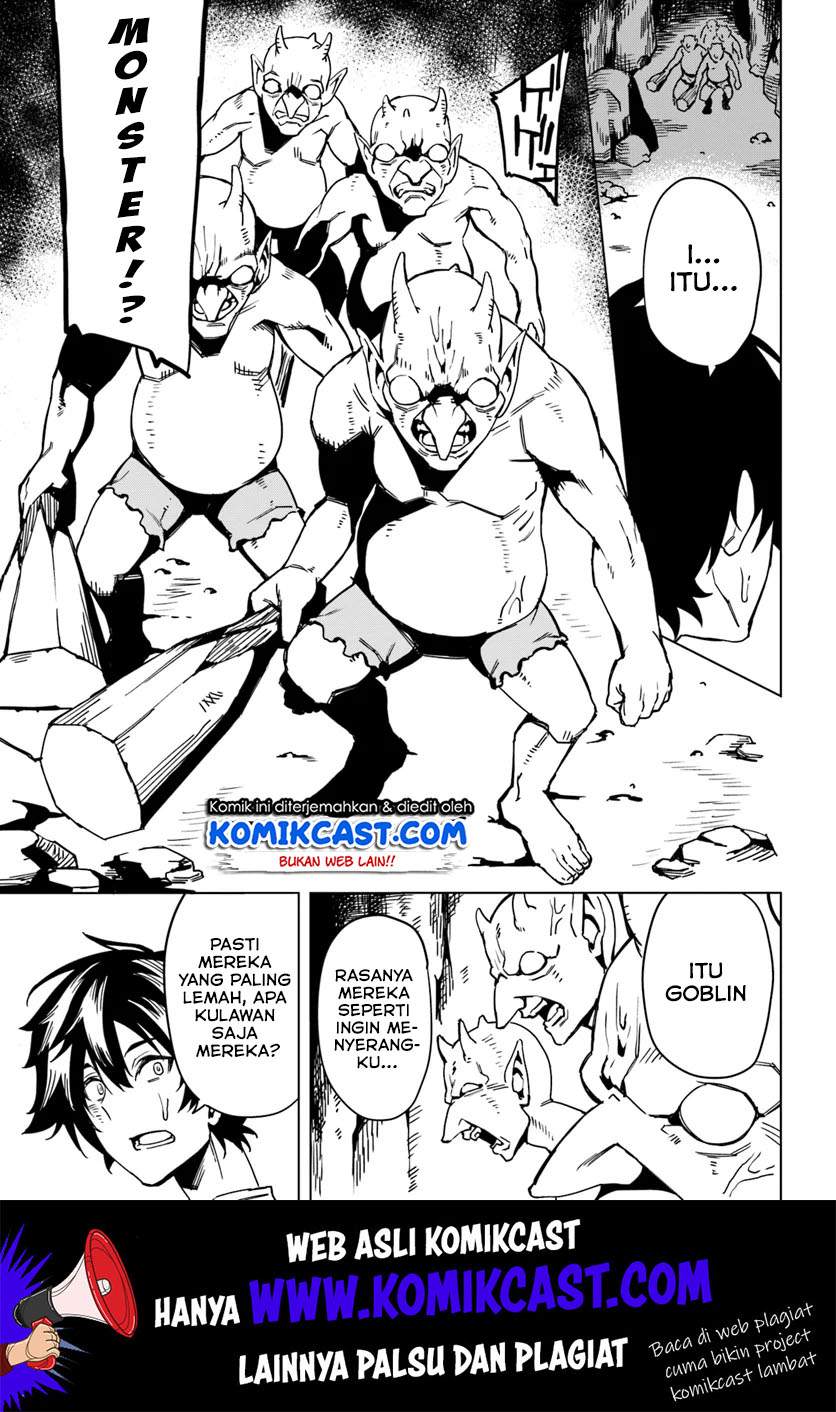 I...
ITU...
MONSTER!?
Komik ini diterjemahkan & diedit oleh
KOMIKCAST.COM
BUKAN WEB LAIN!!
ITU
GOBLIN
RASANYA
MEREKA
SEPERTI
INGIN ME-
NYERANG-
KU...
PASTI
MEREKA
YANG PALING
LEMAH, APA
KULAWAN
SAJA
MEREKA?
WEB ASLI KOMIKCAST
HANYA WWW.KOMIKCAST.COM
LAINNYA PALSU DAN PLAGIAT
Baca di web plagiat
cuma bikin project
komikcast lambat